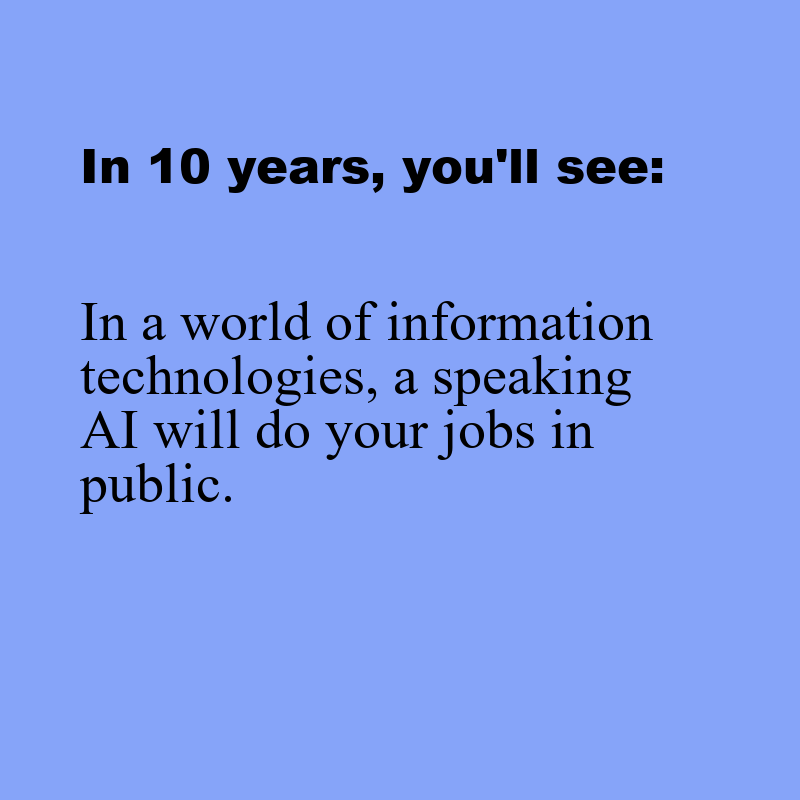 In 10 years, you'll see:
In a world of information
technologies, a speaking
AI will do your jobs in
public.